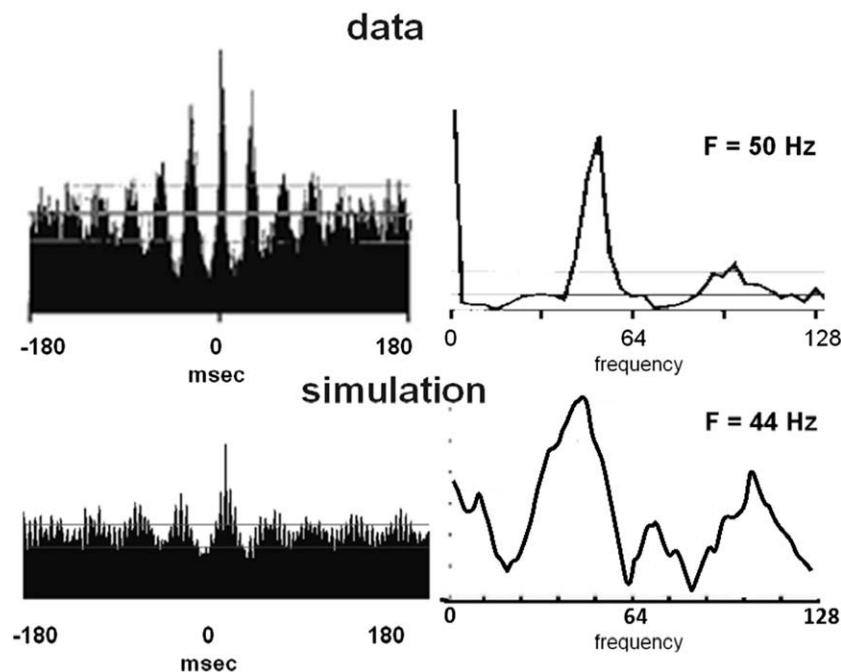 data
F = 50 Hz
-180 0 180
msec
0 64 128
frequency
simulation
F = 44 Hz
-180 0 180
msec
0 64 128
frequency